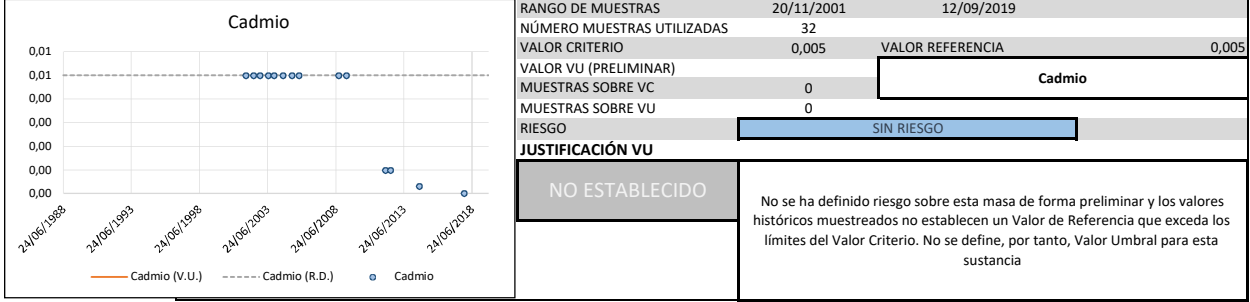 Cadmio
0,01
0,01
0,00
0,00
0,00
0,00
0,00
24/06/1988
24/06/1993
24/06/1998
24/06/2003
24/06/2008
24/06/2013
24/06/2018
Cadmio (V.U.)
Cadmio (R.D.)
Cadmio
RANGO DE MUESTRAS 20/11/2001 12/09/2019
NÚMERO MUESTRAS UTILIZADAS 32
VALOR CRITERIO 0,005 VALOR REFERENCIA 0,005
VALOR VU (PRELIMINAR)
Cadmio
MUESTRAS SOBRE VC 0
MUESTRAS SOBRE VU 0
RIESGO SIN RIESGO
JUSTIFICACIÓN VU
NO ESTABLECIDO
No se ha definido riesgo sobre esta masa de forma preliminar y los valores
históricos muestreados no establecen un Valor de Referencia que exceda los
límites del Valor Criterio. No se define, por tanto, Valor Umbral para esta
sustancia